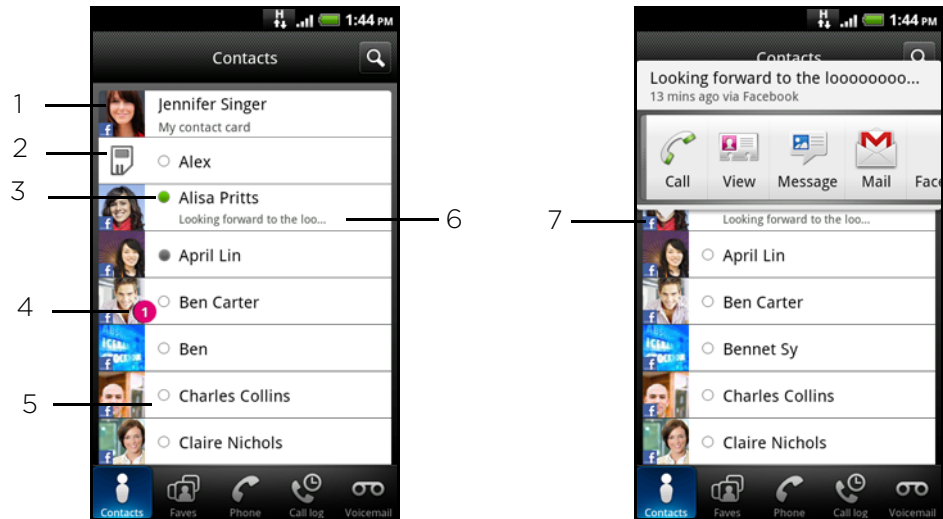 H 1:44 PM
Contacts
Jennifer Singer
My contact card
Alex
Alisa Pritts
Looking forward to the loo...
April Lin
1
Ben Carter
Ben
Charles Collins
Claire Nichols
Contacts Faves Phone Call log Voicemail
1
2
3
4
5
6
7
H 1:44 PM
Contacts
Looking forward to the loooooooo...
13 mins ago via Facebook
Call View Message Mail Face
Looking forward to the loo...
April Lin
Ben Carter
Bennet Sy
Charles Collins
Claire Nichols
Contacts Faves Phone Call log Voicemail